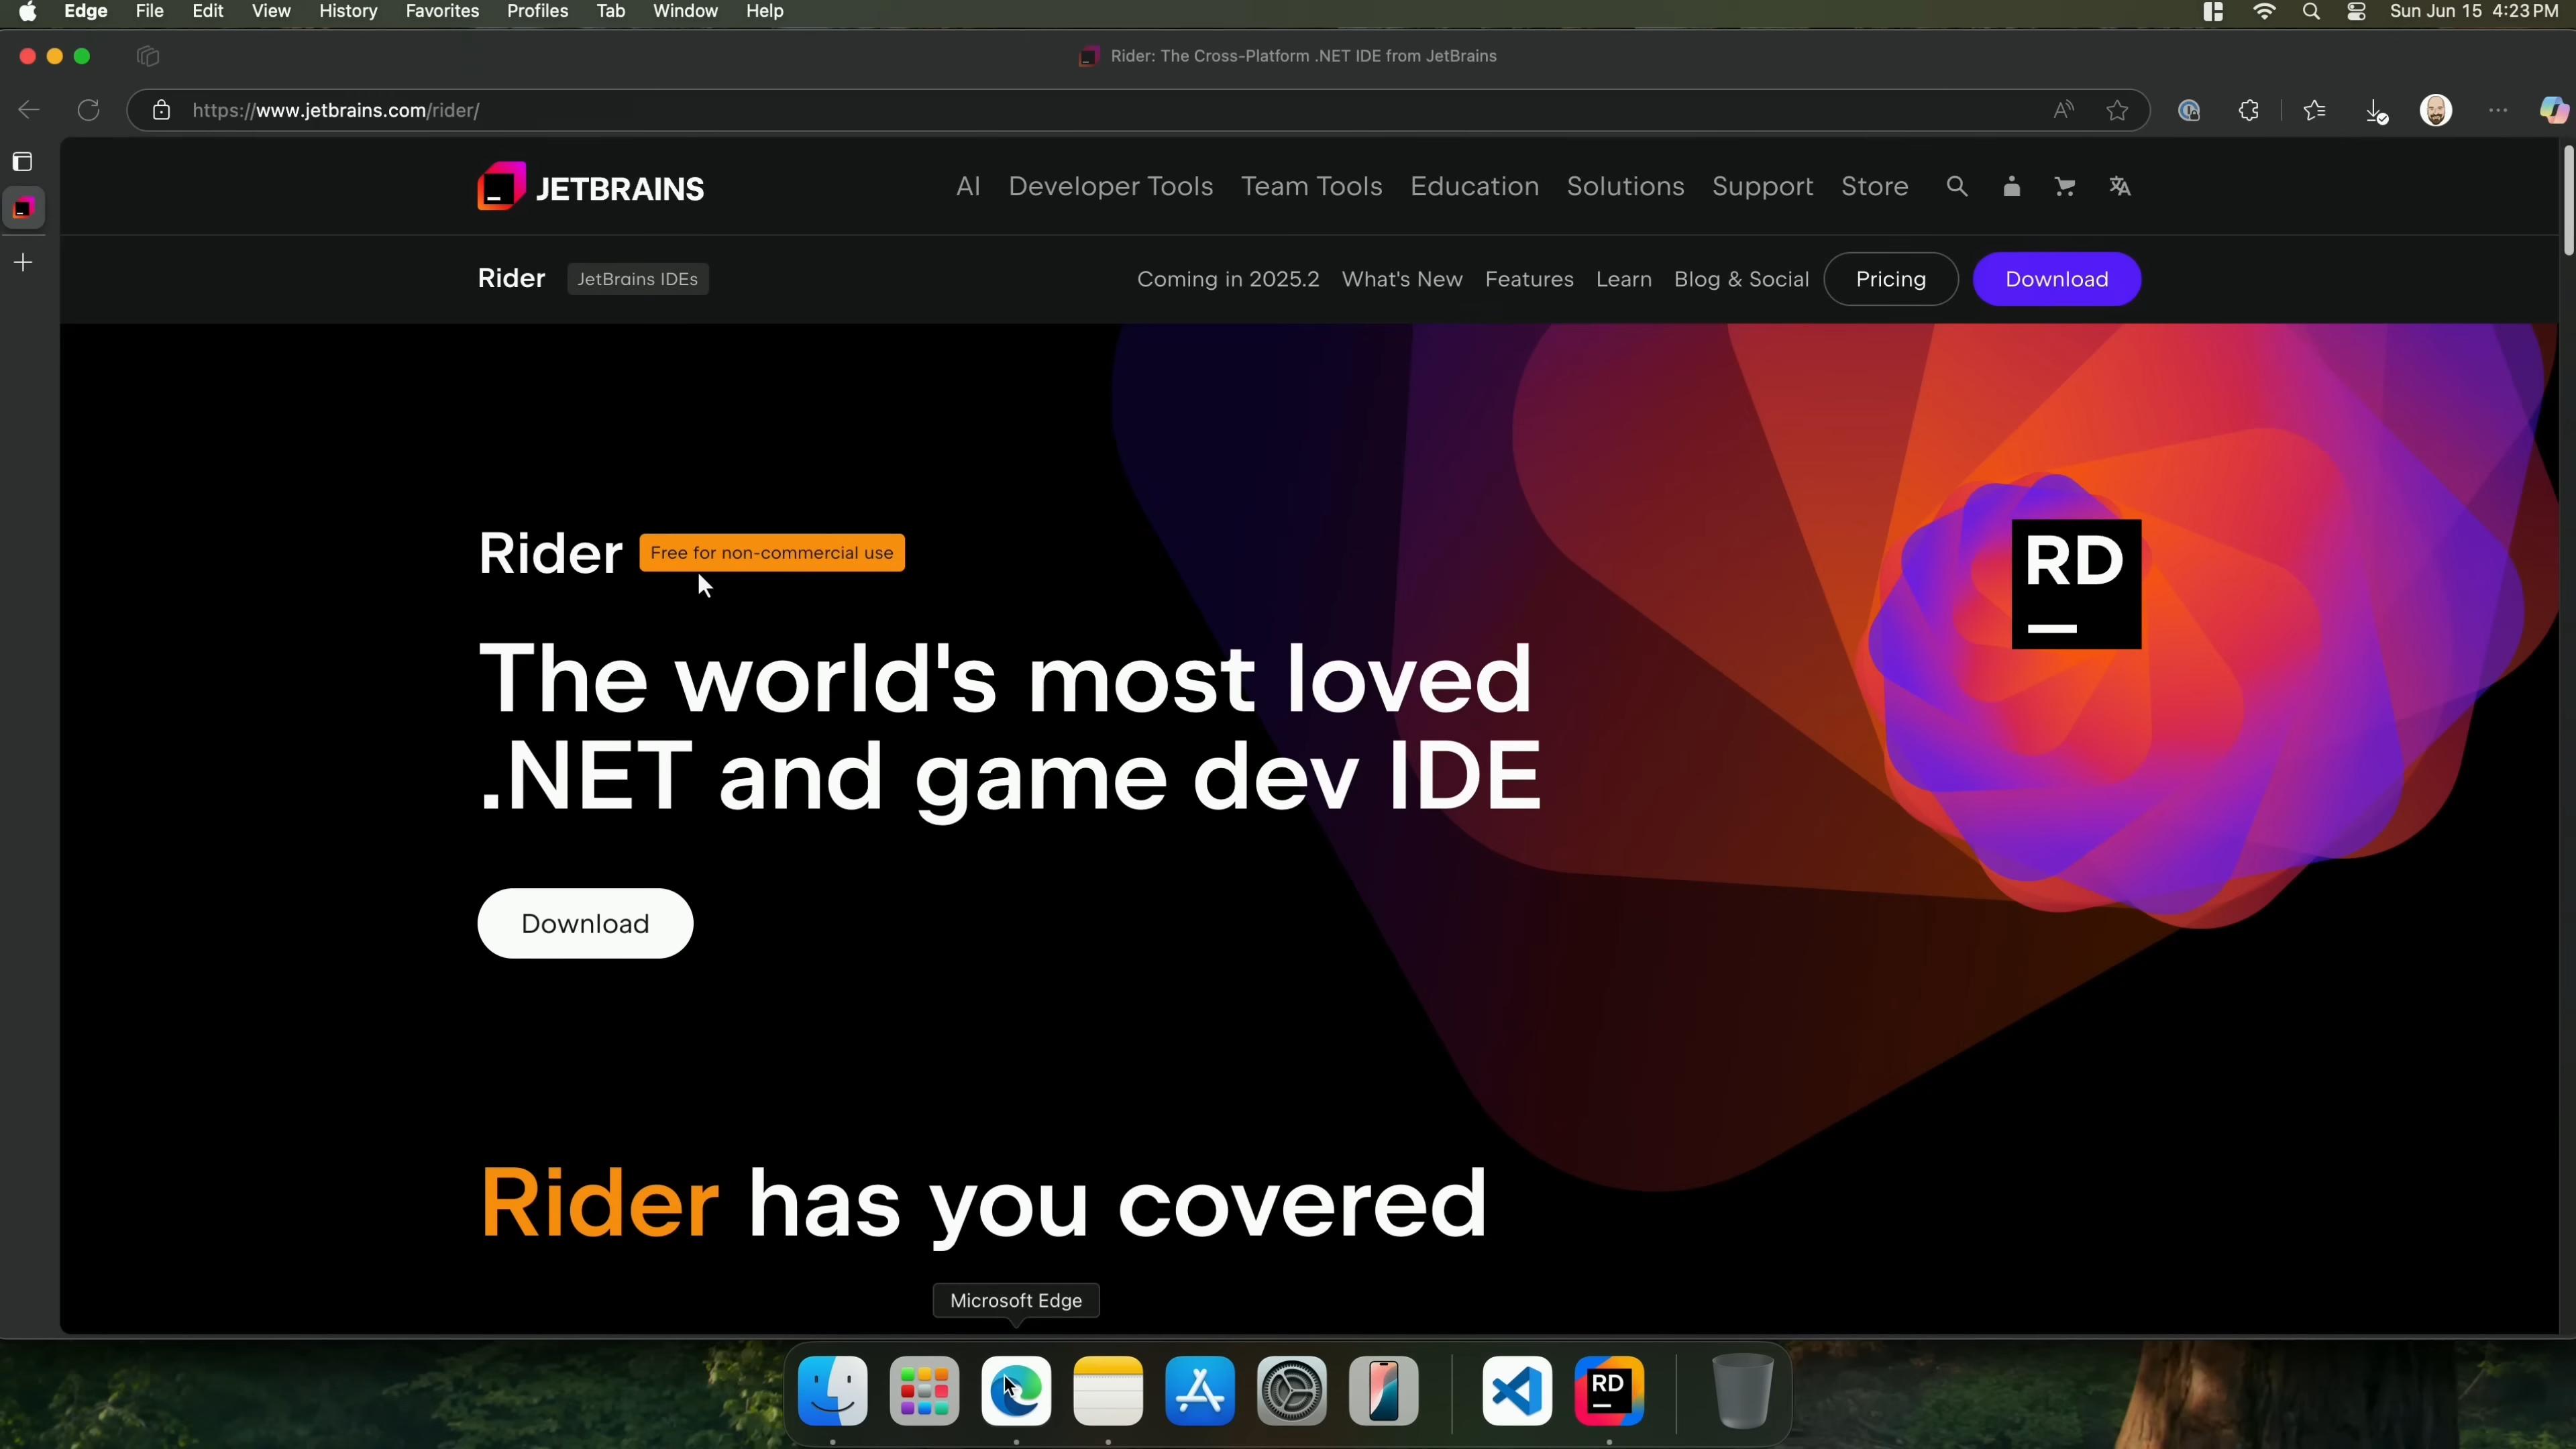 Edge File Edit View History Favorites Profiles Tab Window Help
Sun Jun 15 4:23 PM
Rider: The Cross-Platform .NET IDE from JetBrains
https://www.jetbrains.com/rider/
JETBRAINS
AI Developer Tools Team Tools Education Solutions Support Store
Rider JetBrains IDEs
Coming in 2025.2 What's New Features Learn Blog & Social Pricing Download
Rider Free for non-commercial use
RD
The world's most loved
.NET and game dev IDE
Download
Rider has you covered
Microsoft Edge
RD